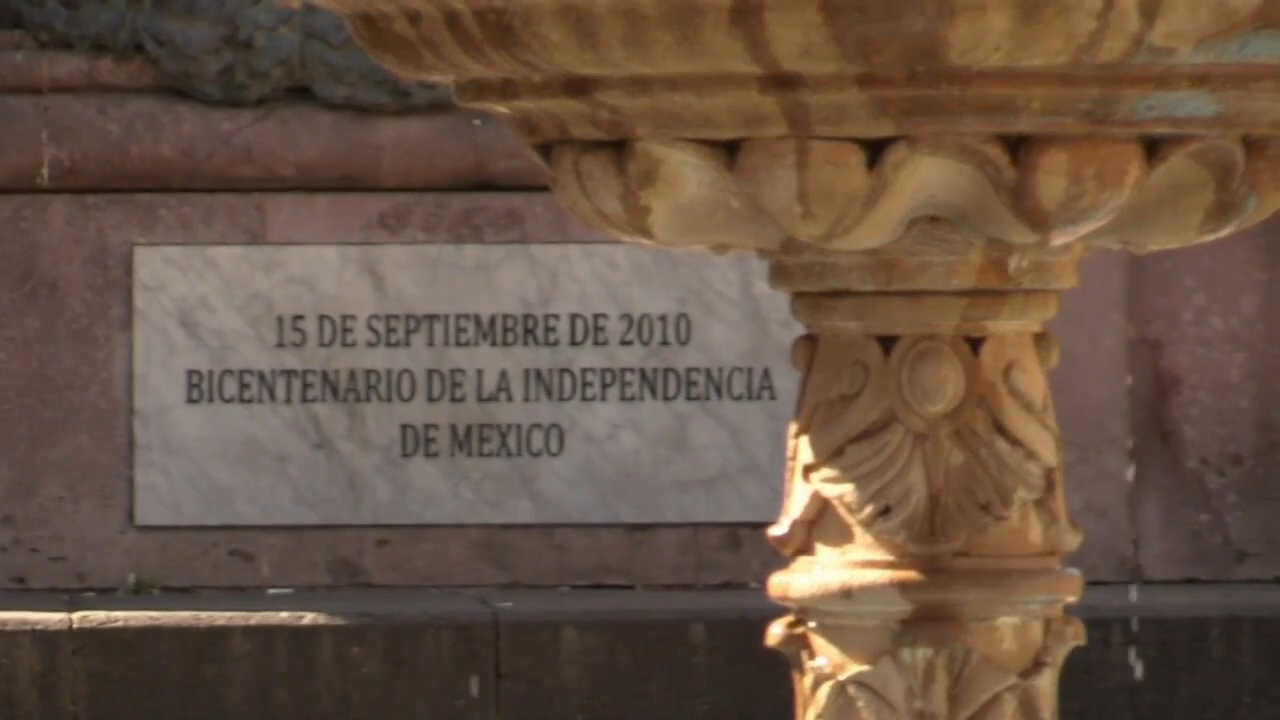 15 DE SEPTIEMBRE DE 2010
BICENTENARIO DE LA INDEPENDENCIA
DE MEXICO